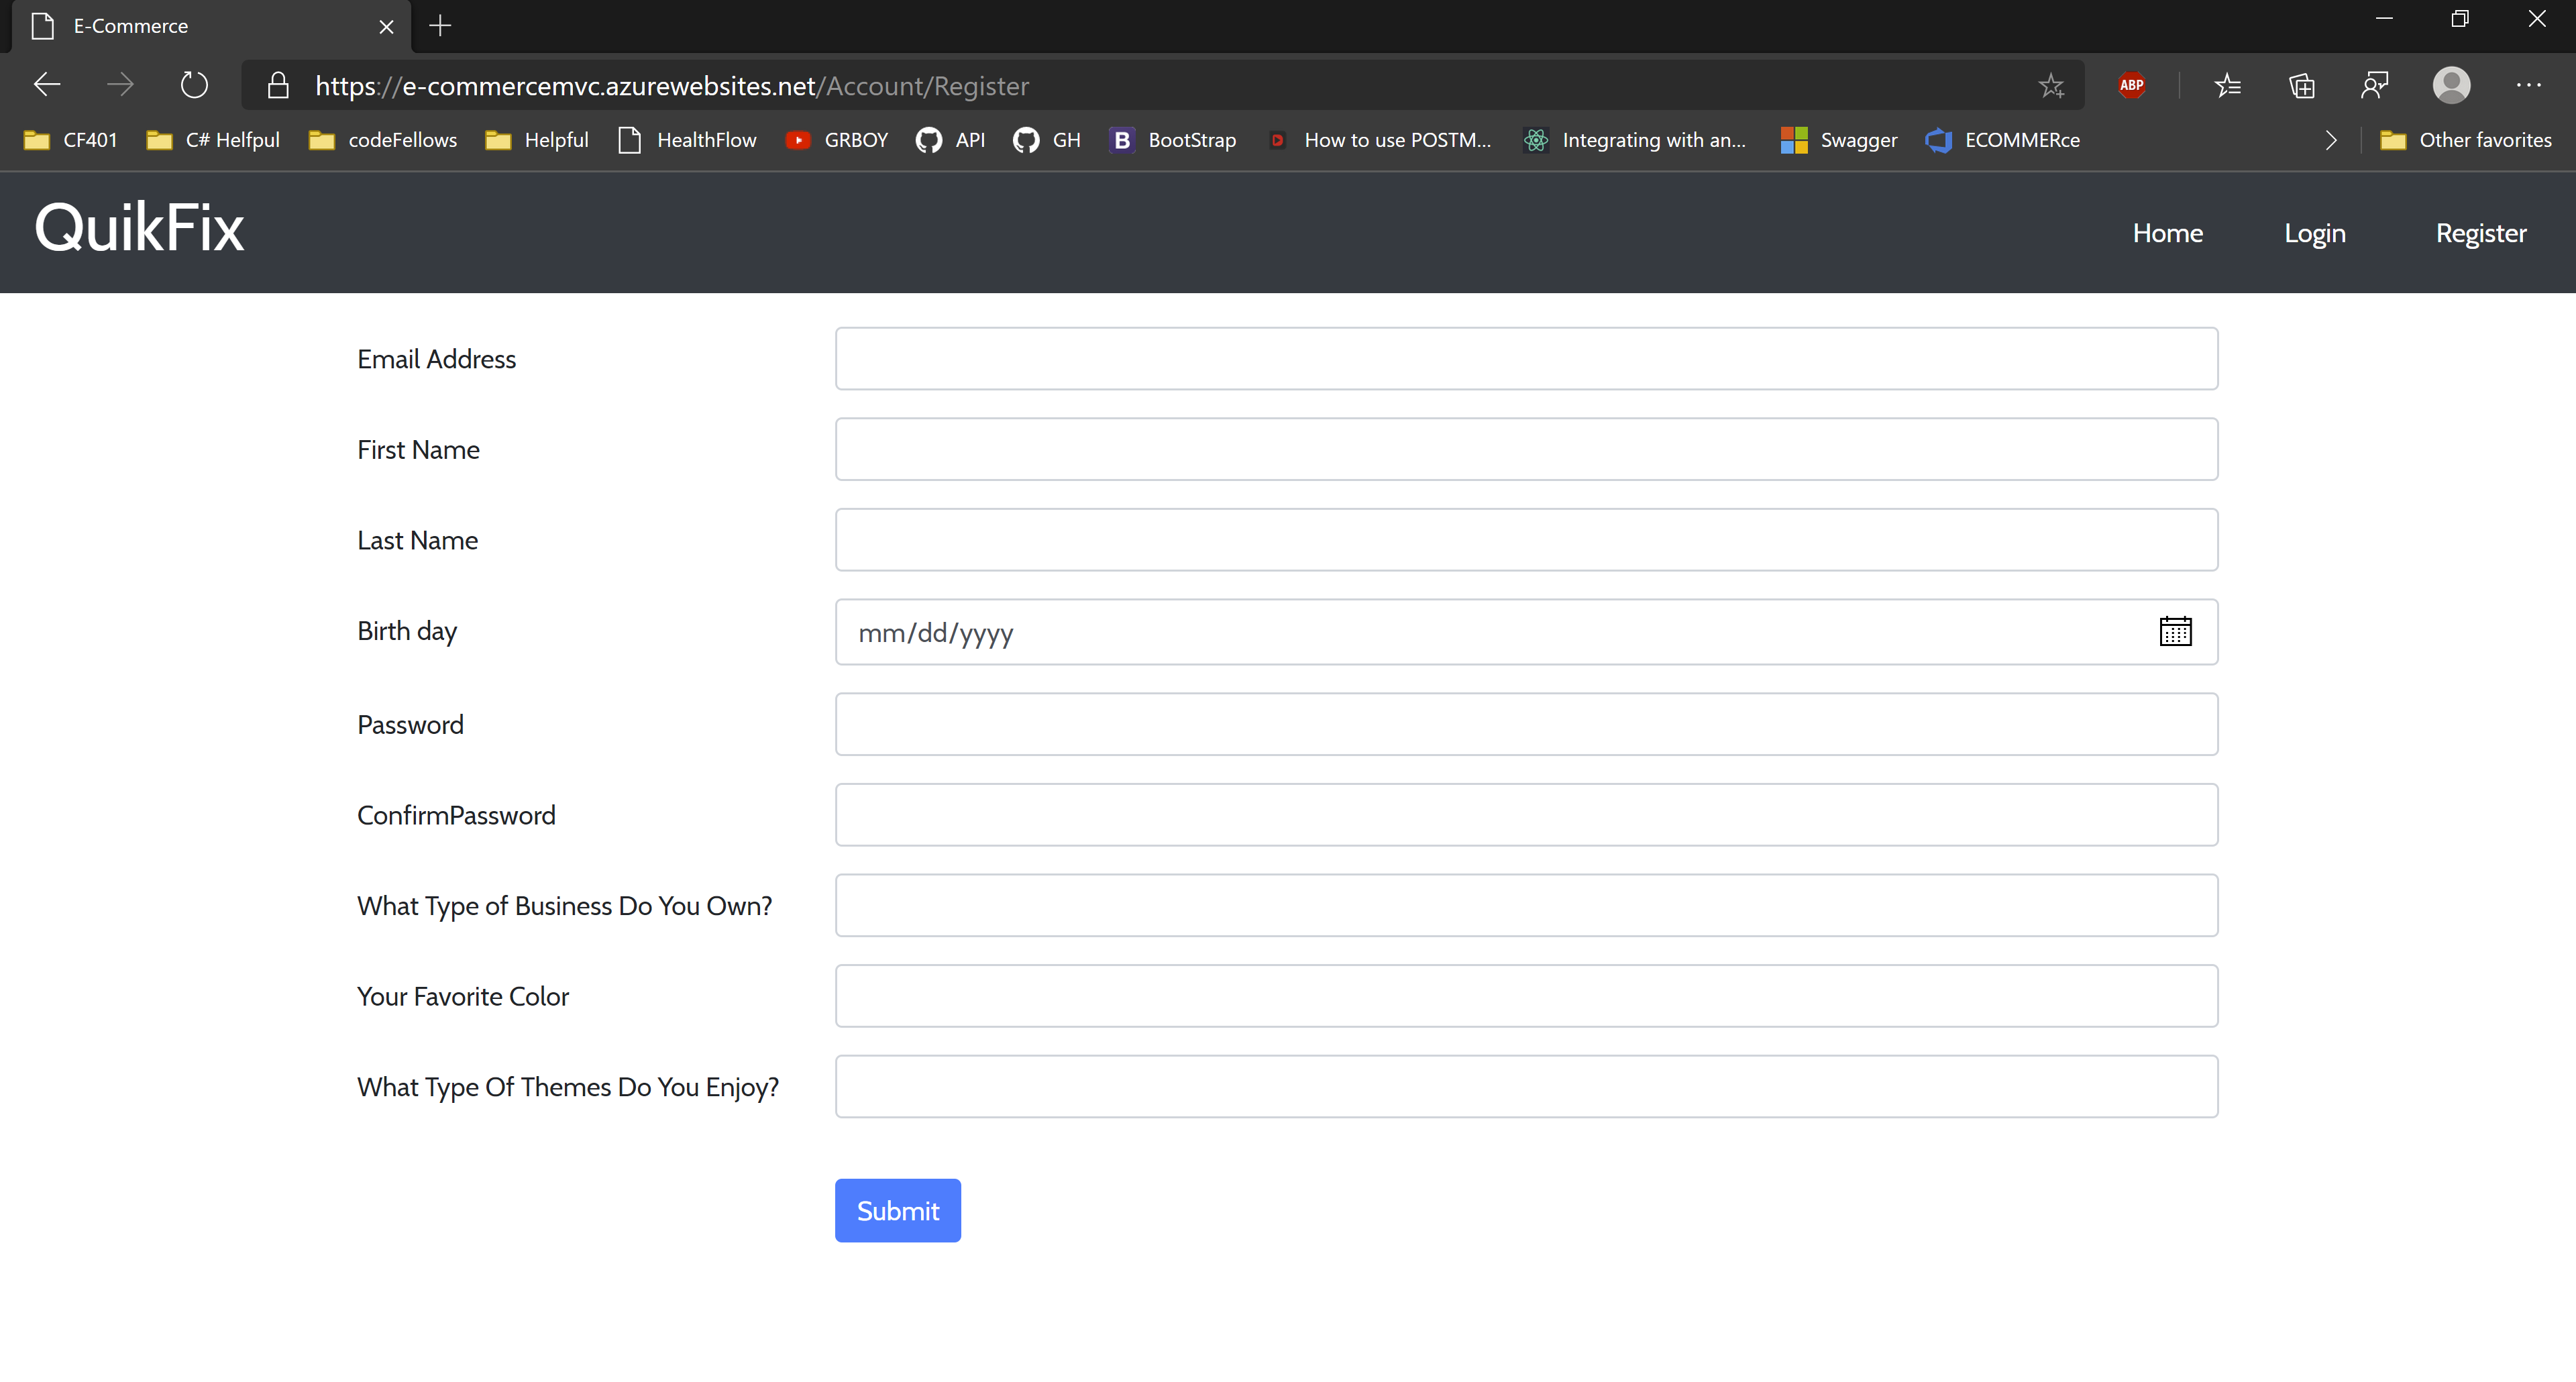 E-Commerce
https://e-commercemvc.azurewebsites.net/Account/Register
ABP
CF401 C# Helfpul codeFellows Helpful HealthFlow GRBOY API GH B BootStrap How to use POSTM... Integrating with an... Swagger ECOMMERce Other favorites
QuikFix Home Login Register
Email Address
First Name
Last Name
Birth day mm/dd/yyyy
Password
ConfirmPassword
What Type of Business Do You Own?
Your Favorite Color
What Type Of Themes Do You Enjoy?
Submit